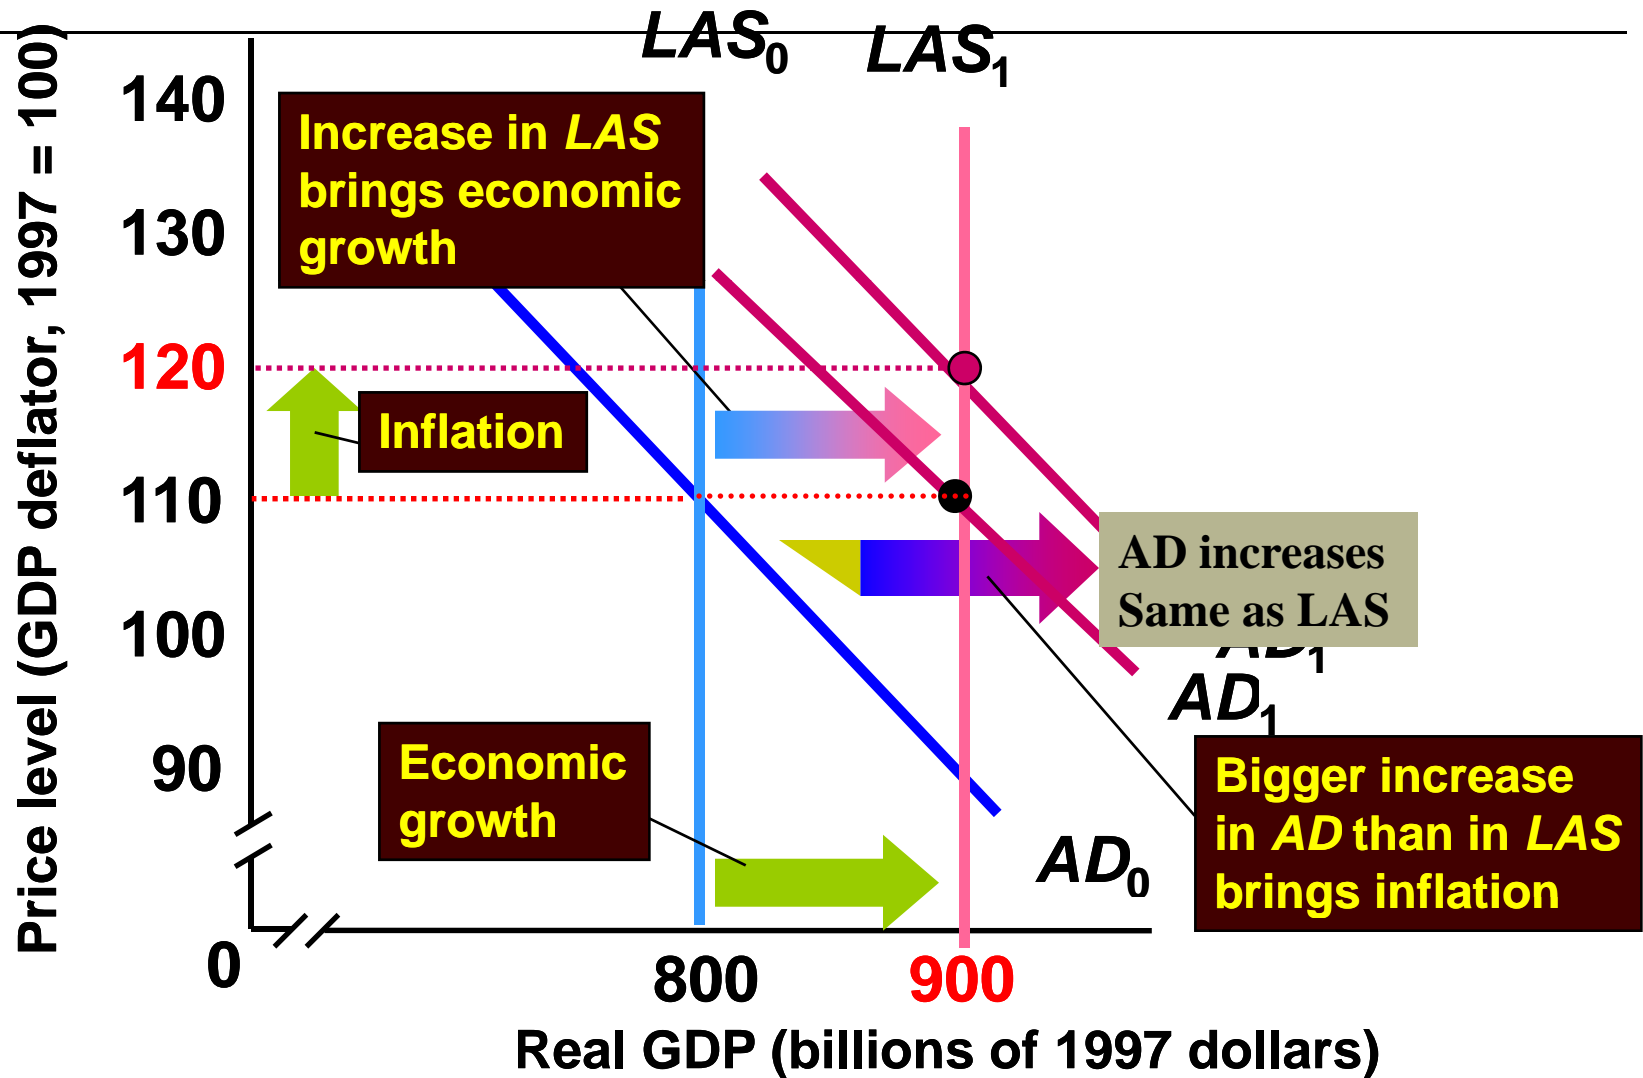 LAS0
LAS1
Price level (GDP deflator, 1997 = 100)
140
130
120
110
100
90
0
Increase in LAS
brings economic
growth
Inflation
AD increases
Same as LAS
AD1
AD1
Economic
growth
AD0
Bigger increase
in AD than in LAS
brings inflation
800
900
Real GDP (billions of 1997 dollars)